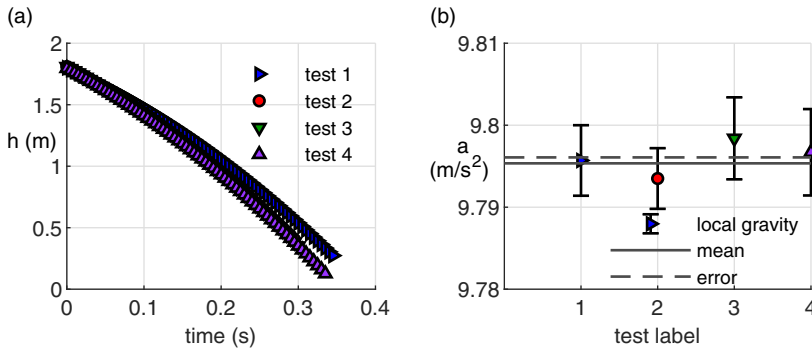 (a)
2
1.5
h (m)
1
0.5
0
0
0.1
0.2
0.3
0.4
time (s)
test 1
test 2
test 3
test 4
(b)
9.81
9.8
a
(m/s²)
9.79
9.78
1
2
3
4
test label
local gravity
mean
error